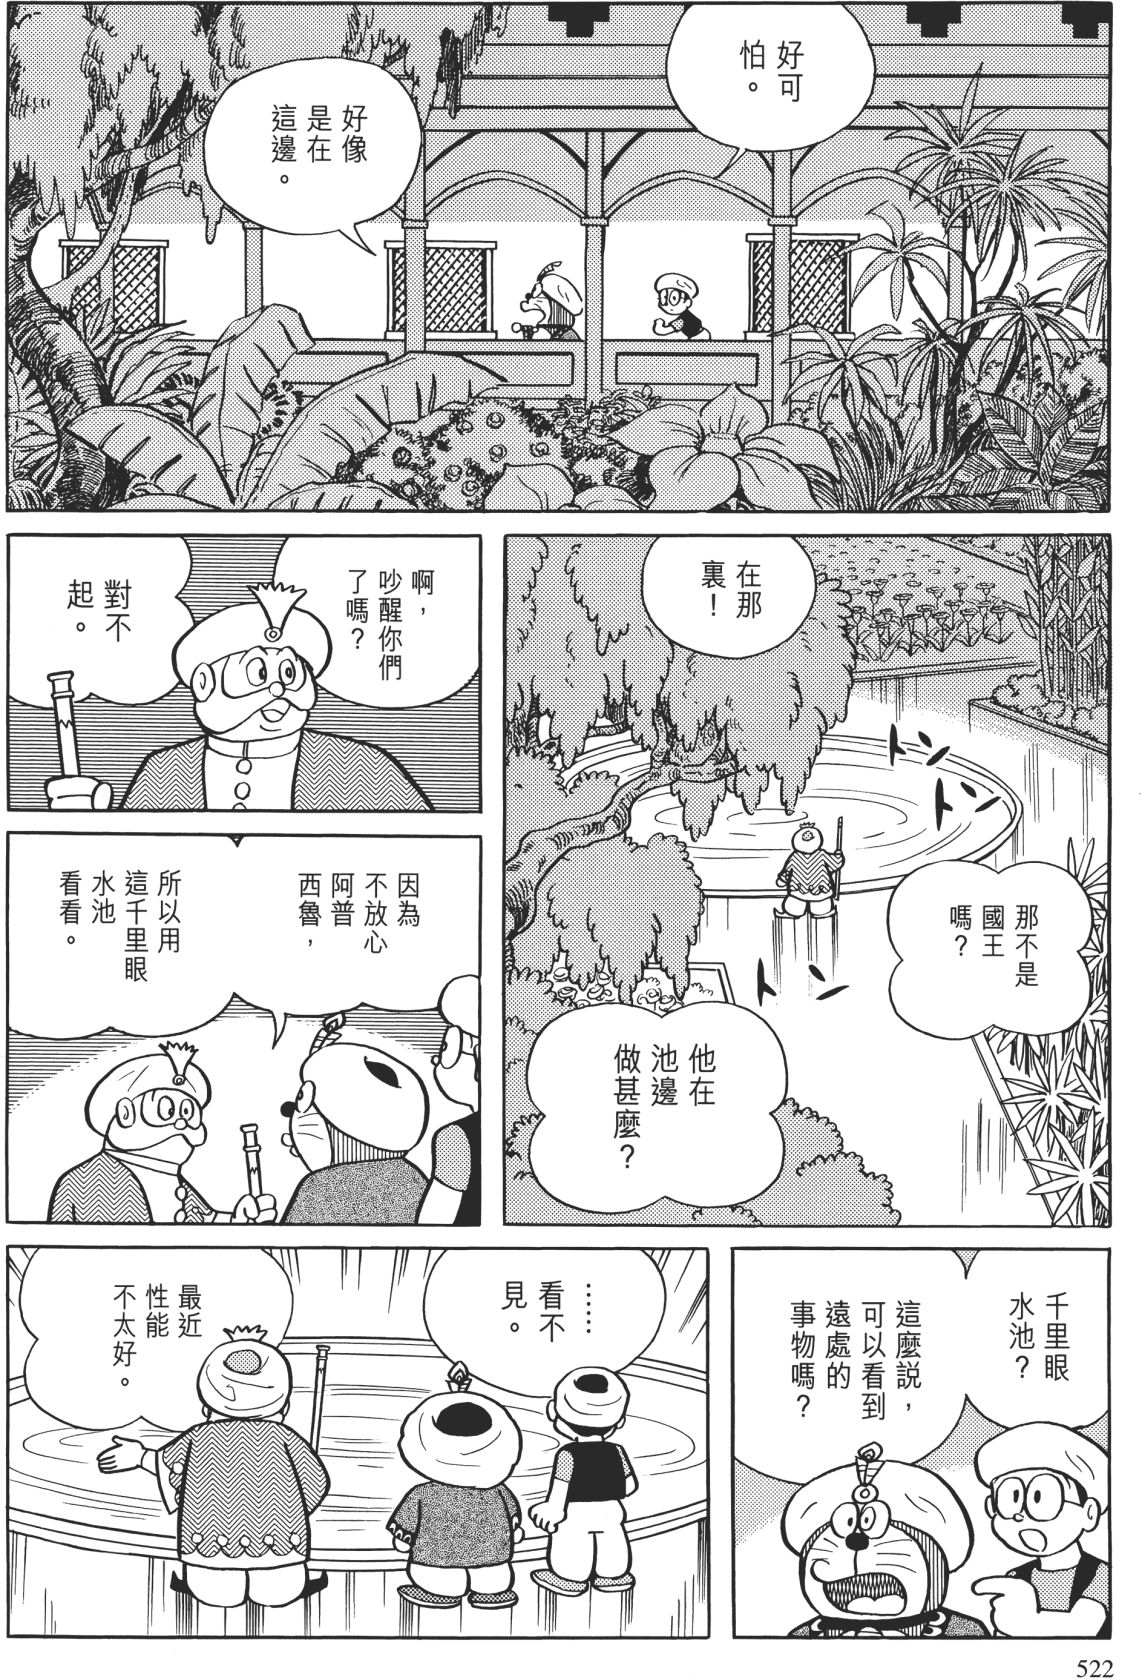 好可
怕。
好像
是在
這邊。
在那
裏！
トン
トン
トン
那不是
國王
嗎？
他在
池邊
做甚麼？
啊，
吵醒你們
了嗎？
對不
起。
因為
不放心
阿普
西魯，
所以用
這千里眼
水池
看看。
千里眼
水池？
這麼説，
可以看到
遠處的
事物嗎？
……
看不
見。
最近
性能
不太好。
522